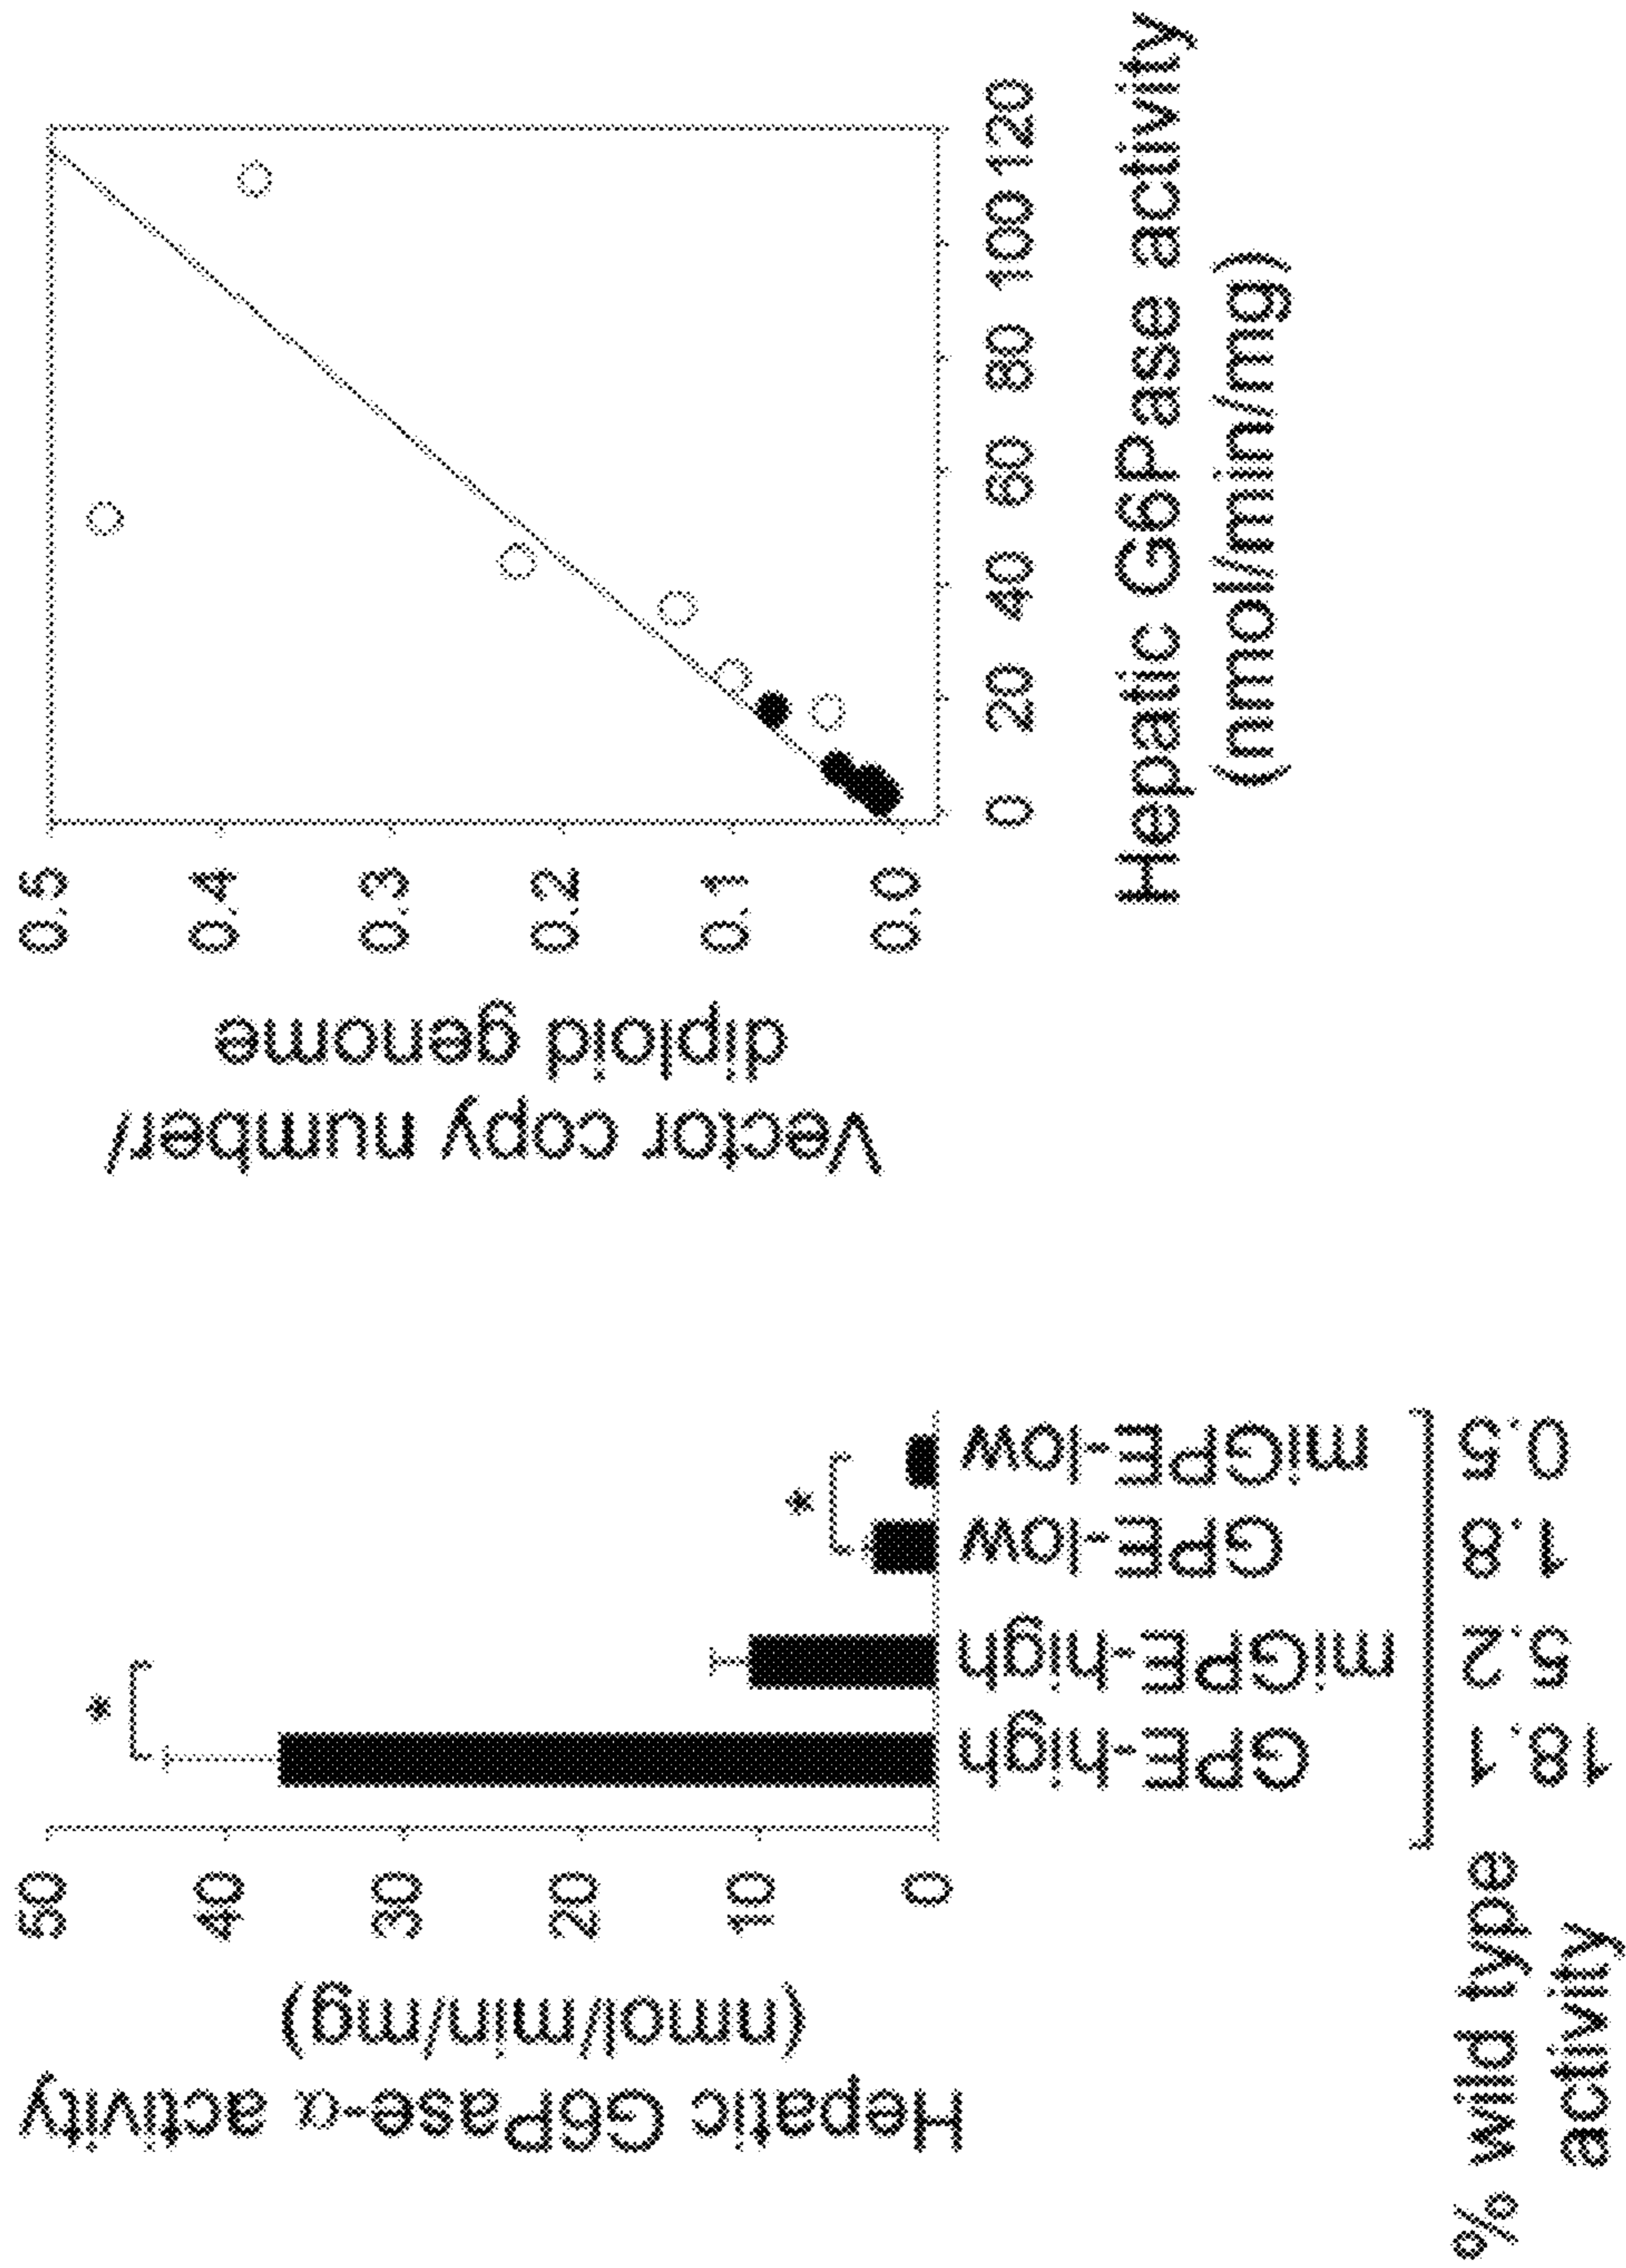 Hepatic G6Pase-α activity
(nmol/min/mg)
50
40
30
20
10
0
*
*
GPE-high
miGPE-high
GPE-low
miGPE-low
% wild type
activity
18.1
5.2
1.8
0.5
Vector copy number/
diploid genome
0.5
0.4
0.3
0.2
0.1
0.0
0 20 40 60 80 100 120
Hepatic G6Pase activity
(nmol/min/mg)